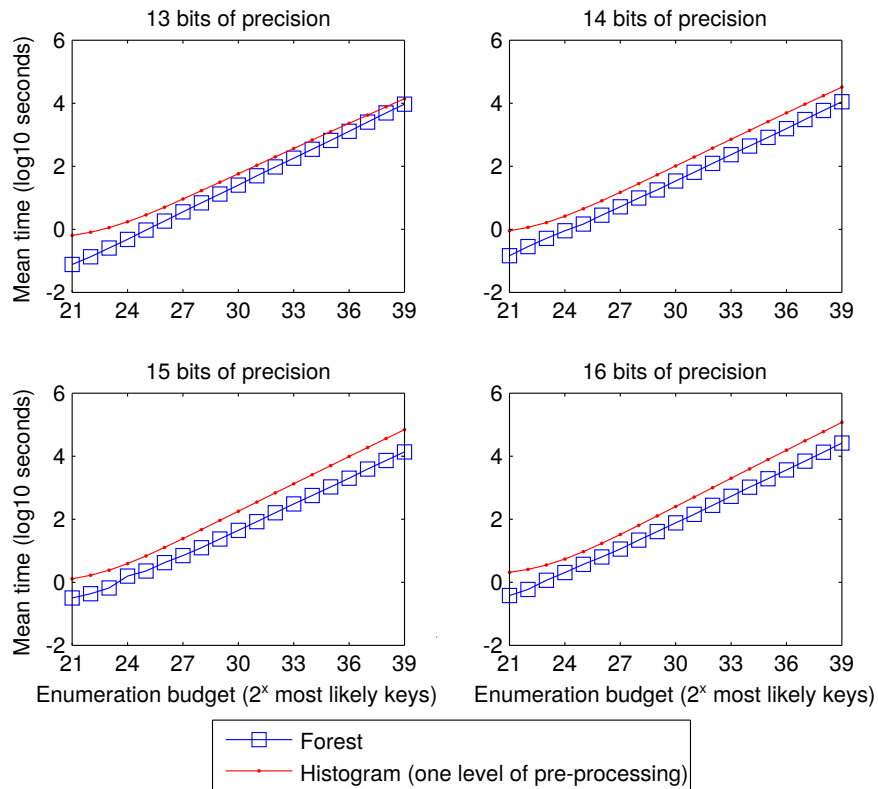 13 bits of precision
14 bits of precision
Mean time (log10 seconds)
6
4
2
0
-2
21 24 27 30 33 36 39
6
4
2
0
-2
21 24 27 30 33 36 39
15 bits of precision
16 bits of precision
Mean time (log10 seconds)
6
4
2
0
-2
21 24 27 30 33 36 39
Enumeration budget (2^x most likely keys)
6
4
2
0
-2
21 24 27 30 33 36 39
Enumeration budget (2^x most likely keys)
Forest
Histogram (one level of pre-processing)